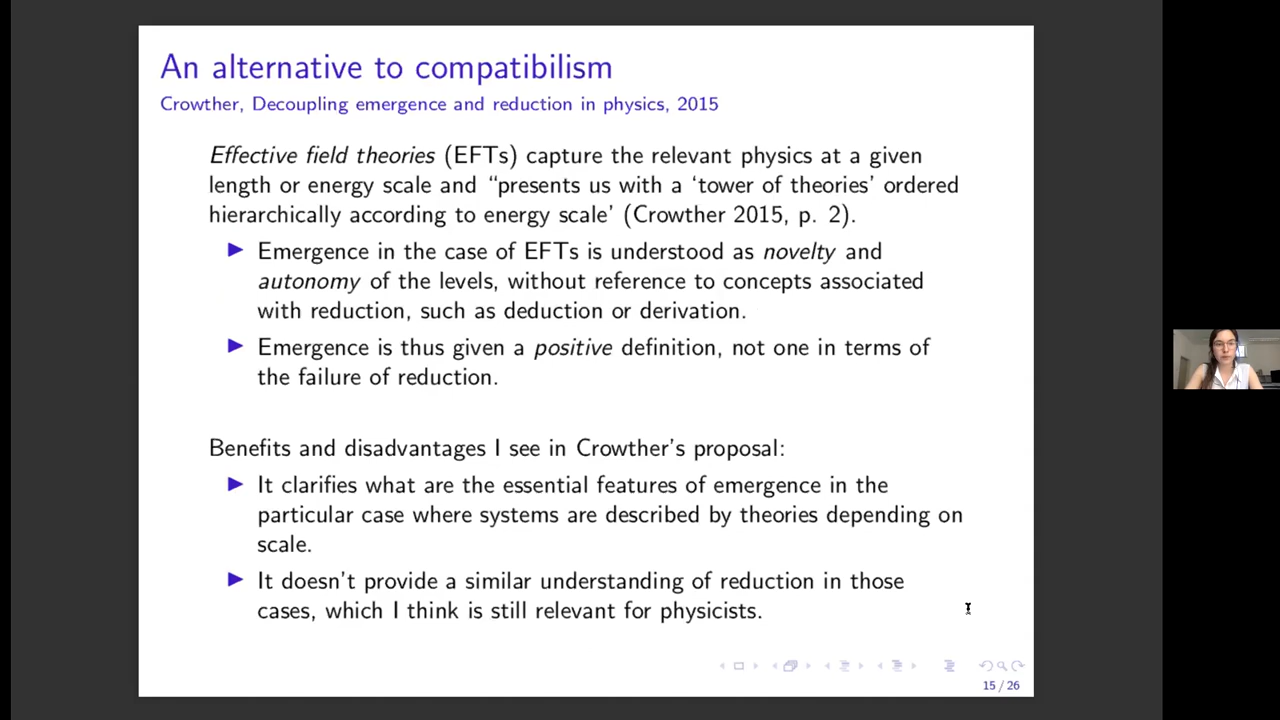 An alternative to compatibilism
Crowther, Decoupling emergence and reduction in physics, 2015
Effective field theories (EFTs) capture the relevant physics at a given
length or energy scale and “presents us with a ‘tower of theories’ ordered
hierarchically according to energy scale’ (Crowther 2015, p. 2).
Emergence in the case of EFTs is understood as novelty and
autonomy of the levels, without reference to concepts associated
with reduction, such as deduction or derivation.
Emergence is thus given a positive definition, not one in terms of
the failure of reduction.
Benefits and disadvantages I see in Crowther's proposal:
It clarifies what are the essential features of emergence in the
particular case where systems are described by theories depending on
scale.
It doesn't provide a similar understanding of reduction in those
cases, which I think is still relevant for physicists.
15 / 26